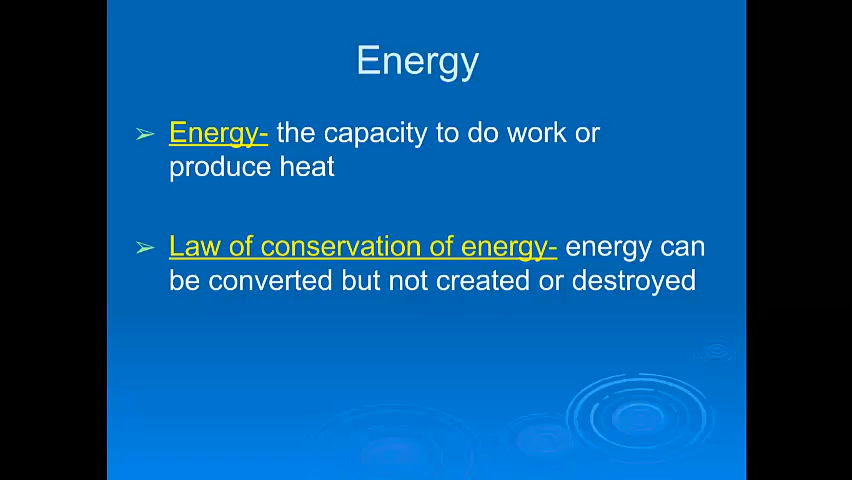 Energy
➢ Energy- the capacity to do work or
produce heat
➢ Law of conservation of energy- energy can
be converted but not created or destroyed